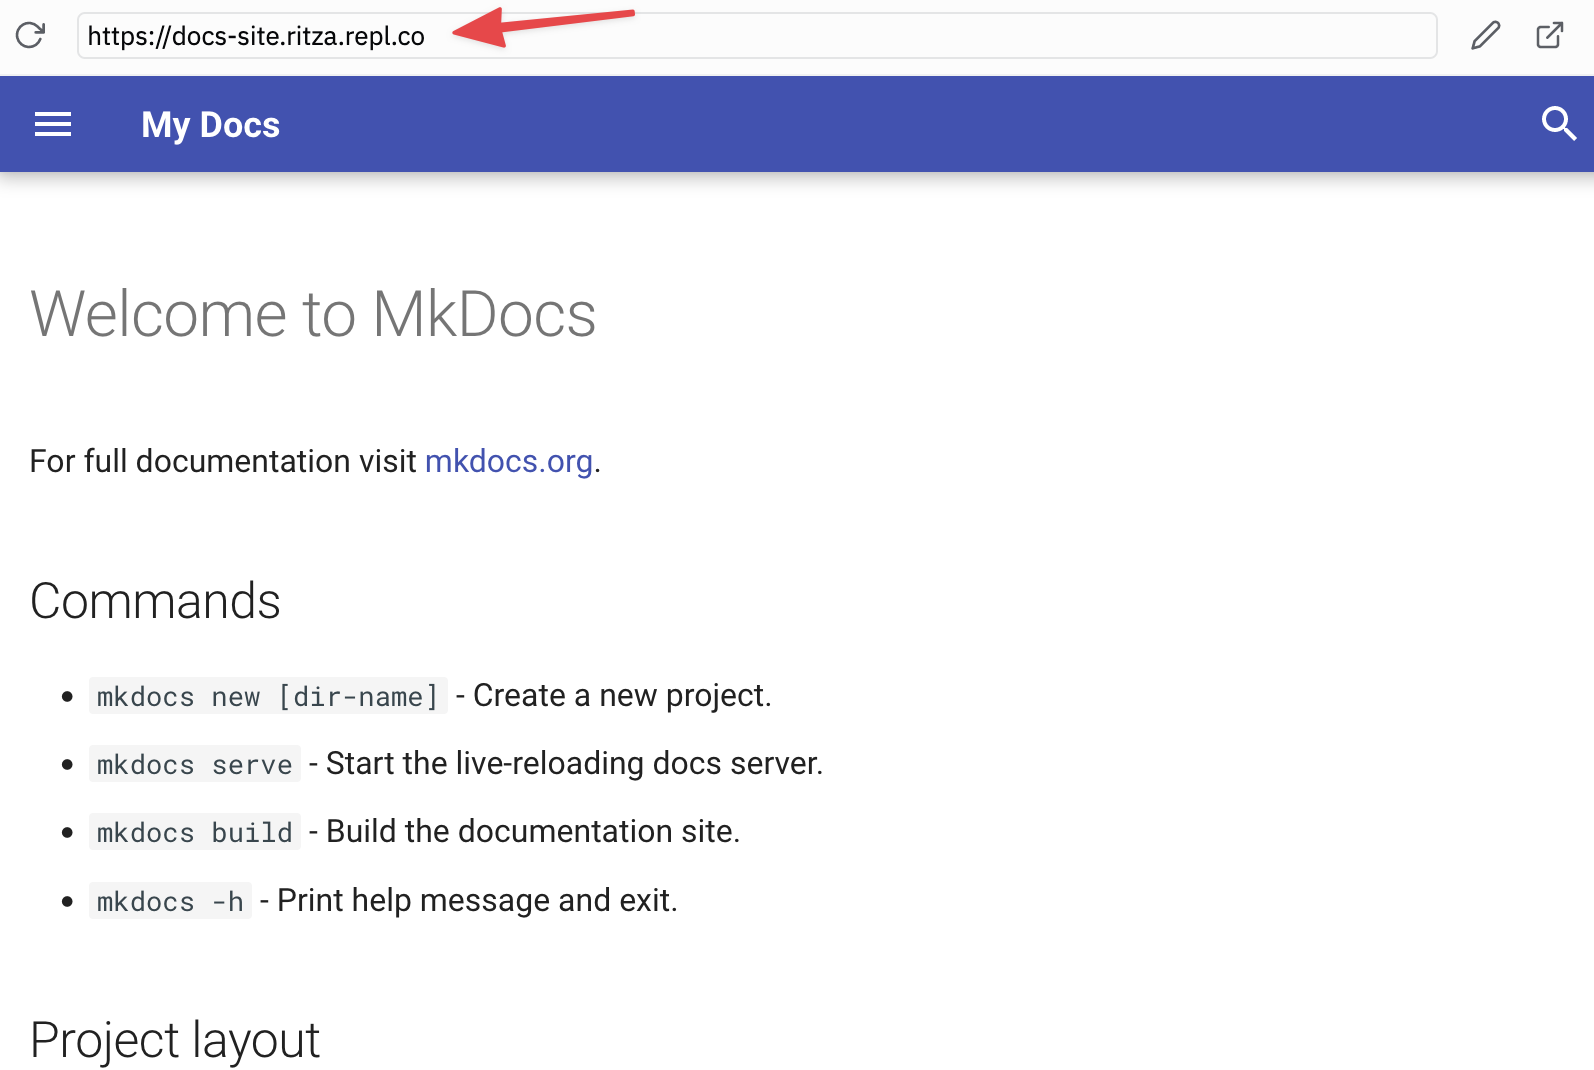 https://docs-site.ritza.repl.co
My Docs
Welcome to MkDocs
For full documentation visit mkdocs.org.
Commands
mkdocs new [dir-name] - Create a new project.
mkdocs serve - Start the live-reloading docs server.
mkdocs build - Build the documentation site.
mkdocs -h - Print help message and exit.
Project layout